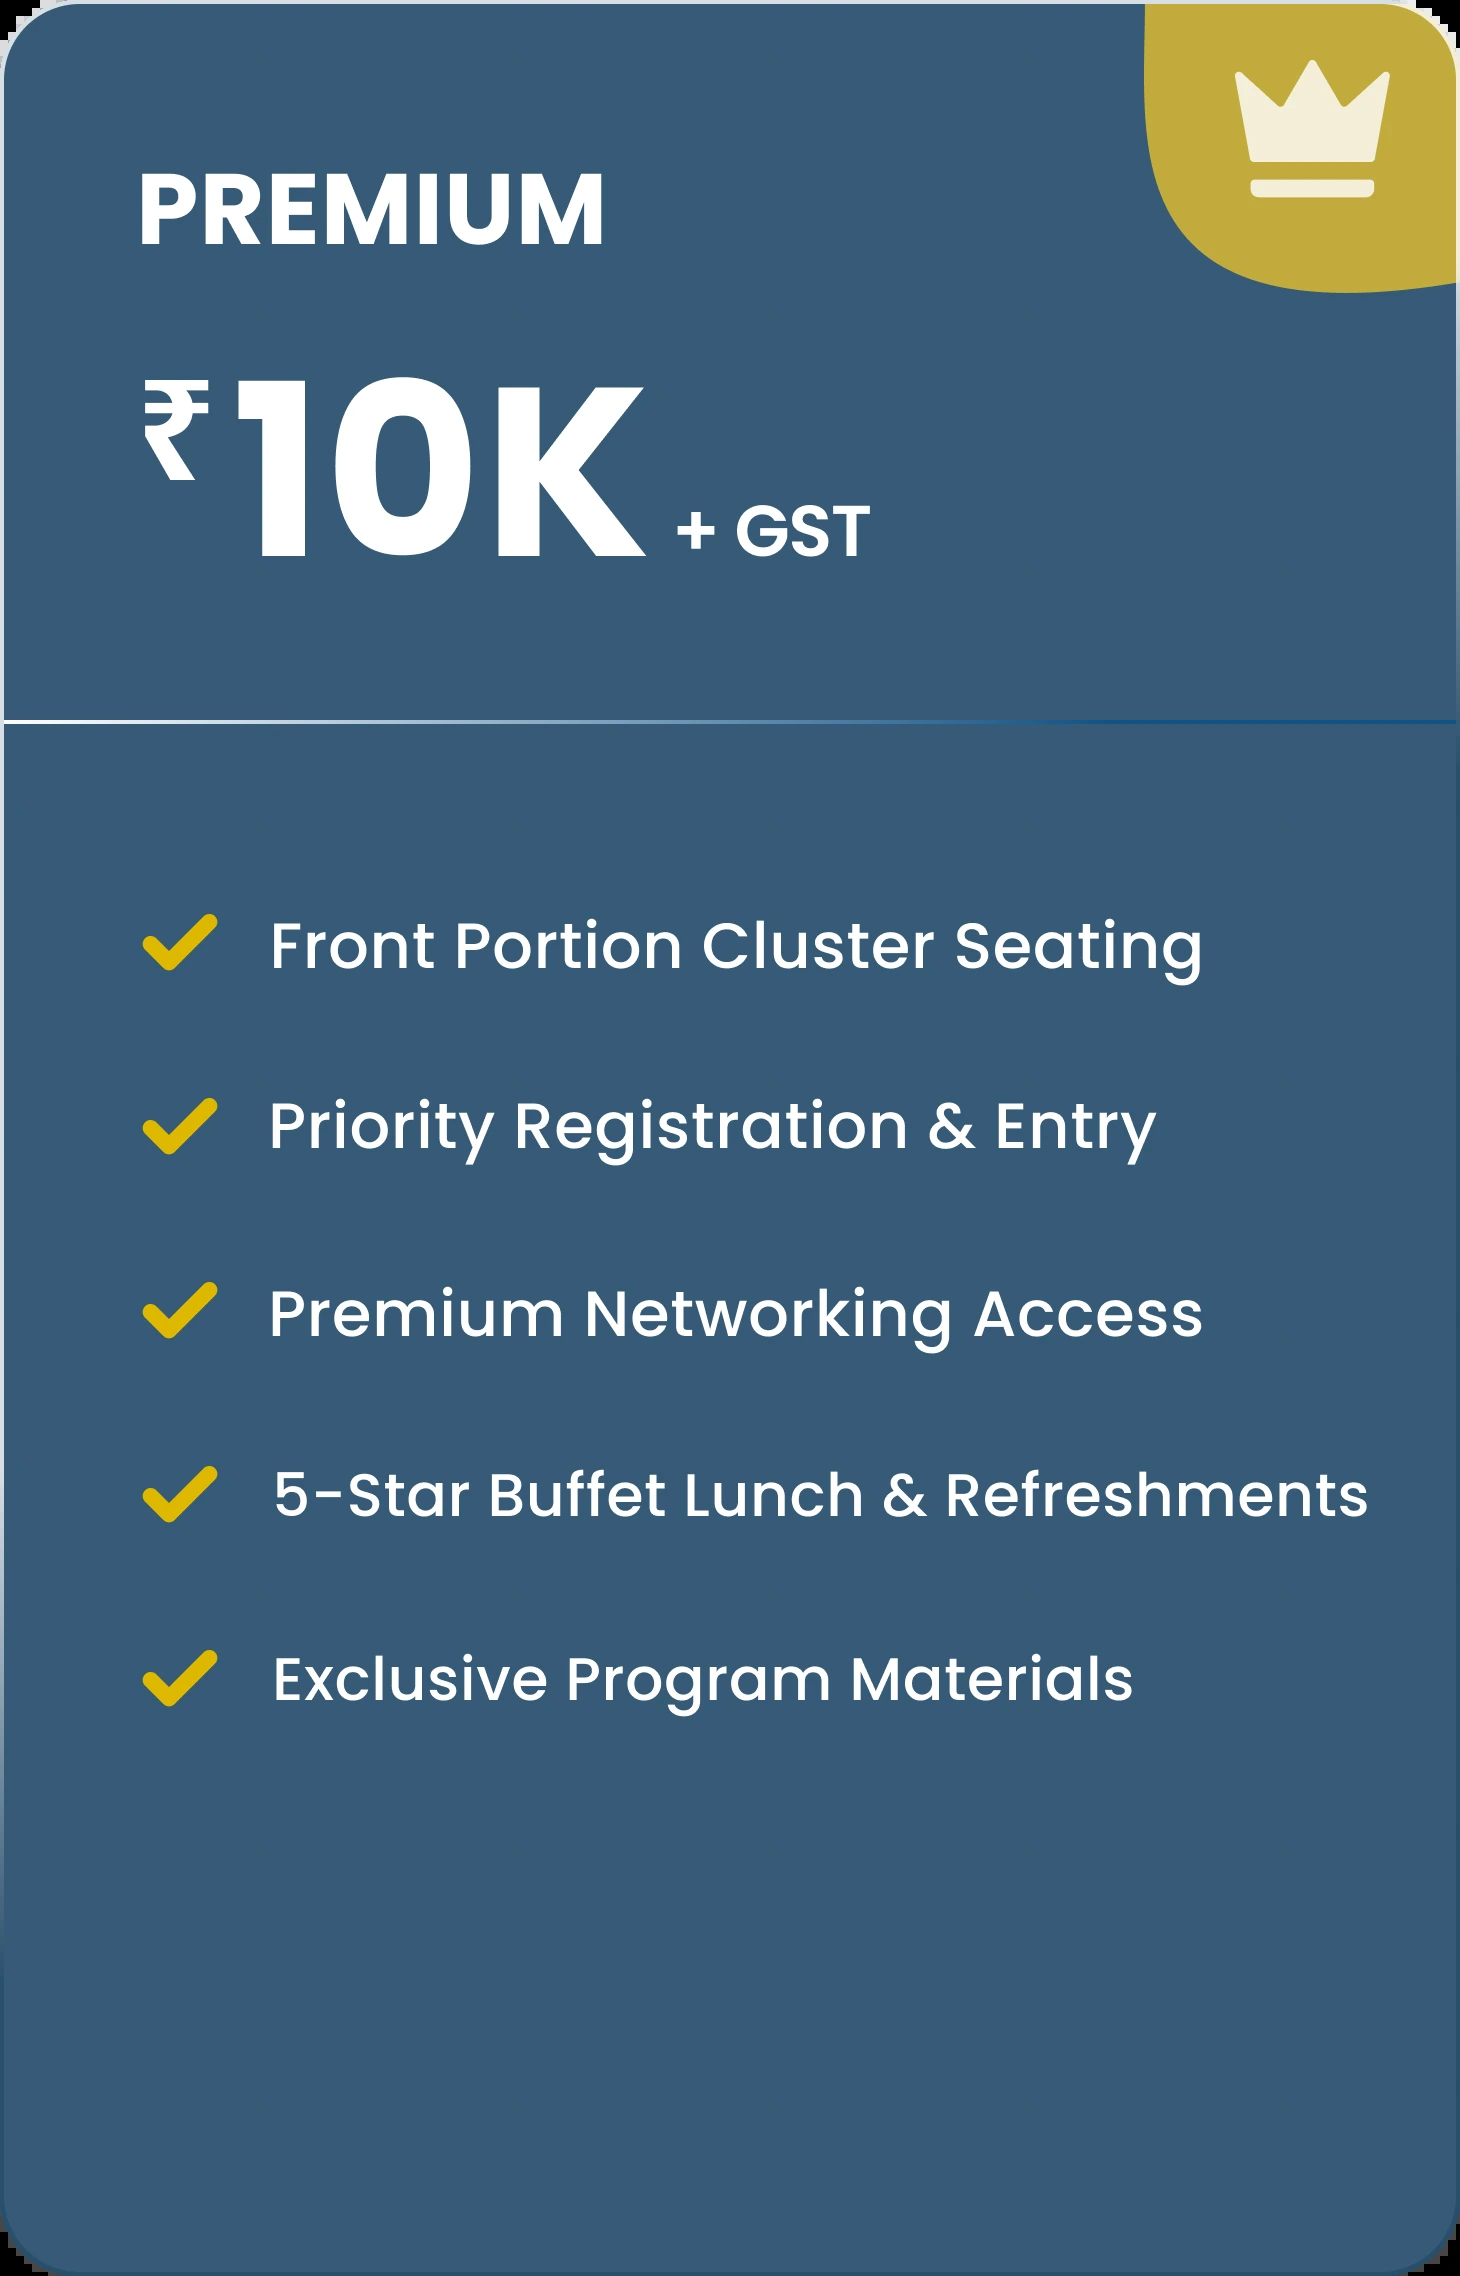 PREMIUM
₹10K + GST
Front Portion Cluster Seating
Priority Registration & Entry
Premium Networking Access
5-Star Buffet Lunch & Refreshments
Exclusive Program Materials